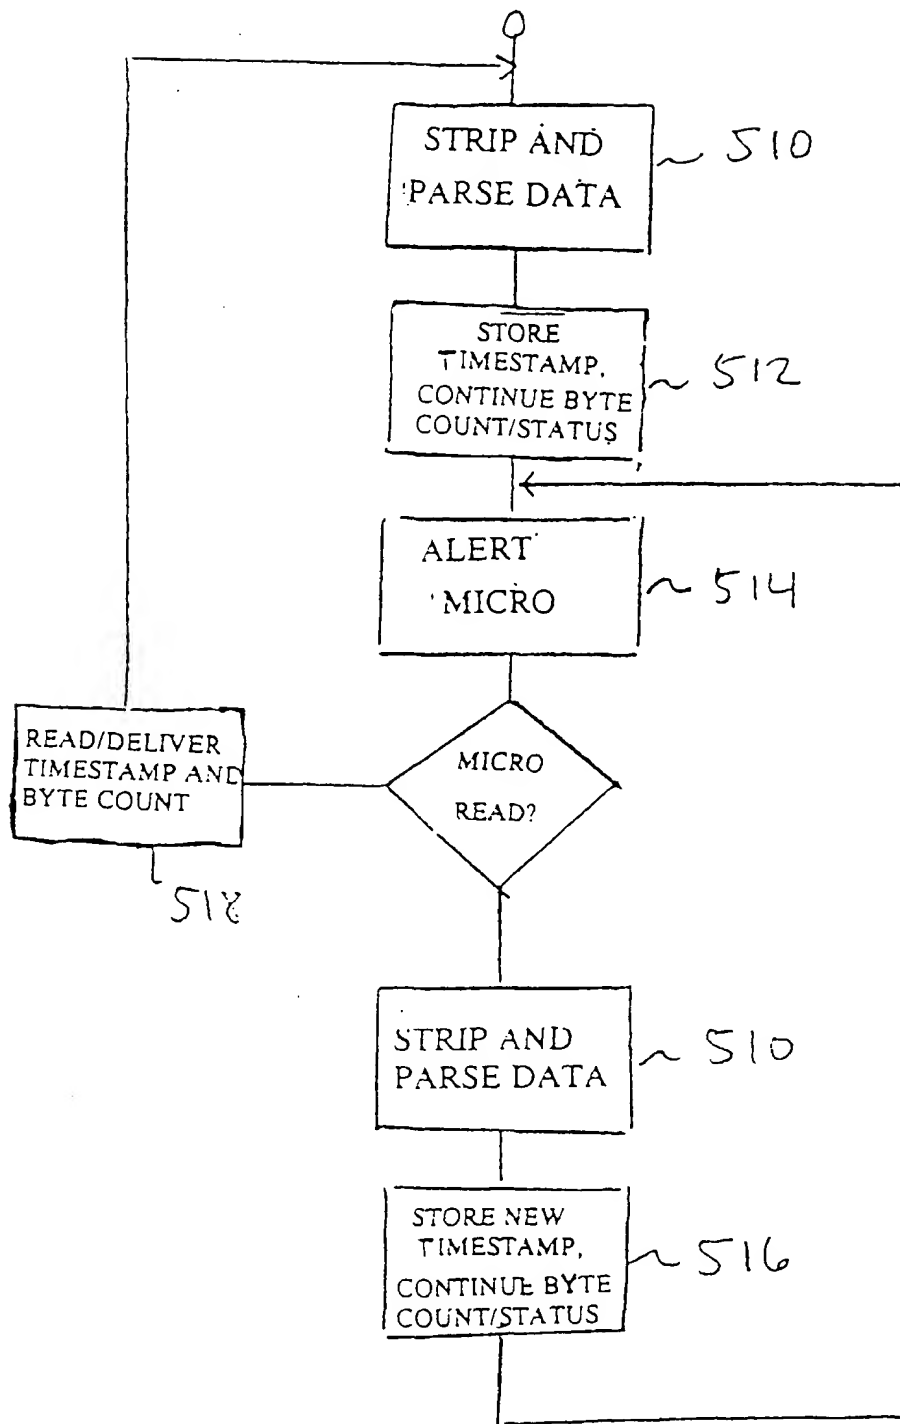 STRIP AND
PARSE DATA
510
STORE
TIMESTAMP,
CONTINUE BYTE
COUNT/STATUS
512
ALERT
MICRO
514
READ/DELIVER
TIMESTAMP AND
BYTE COUNT
518
MICRO
READ?
STRIP AND
PARSE DATA
510
STORE NEW
TIMESTAMP,
CONTINUE BYTE
COUNT/STATUS
516